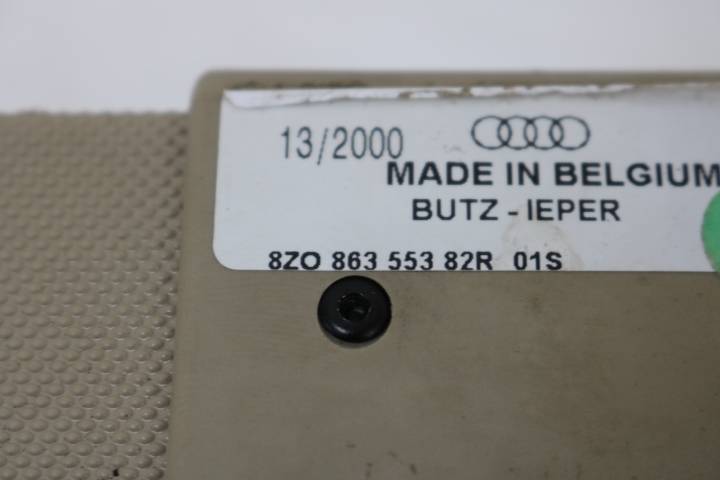 13/2000
MADE IN BELGIUM
BUTZ - IEPER
8ZO 863 553 82R 01S